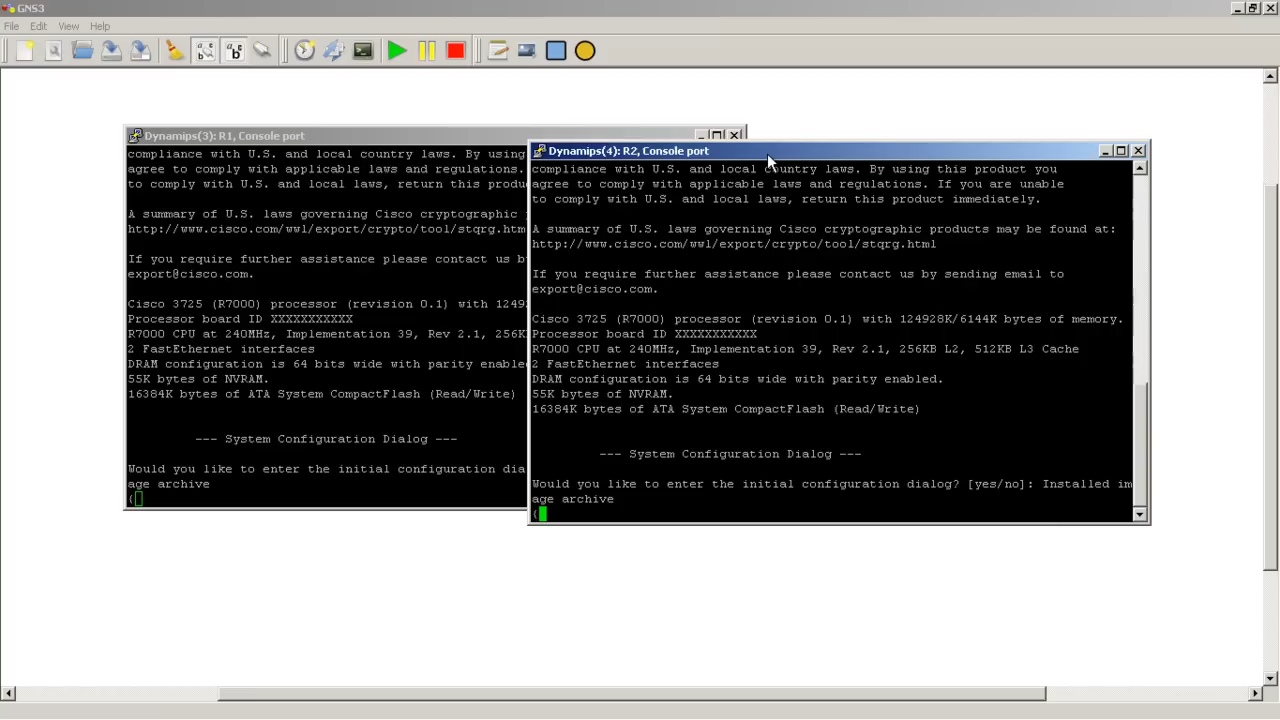 GNS3
File Edit View Help
Dynamips(3): R1, Console port
compliance with U.S. and local country laws. By using
agree to comply with applicable laws and regulations.
to comply with U.S. and local laws, return this produ
A summary of U.S. laws governing Cisco cryptographic
http://www.cisco.com/wwl/export/crypto/tool/stqrg.htm
If you require further assistance please contact us b
export@cisco.com.
Cisco 3725 (R7000) processor (revision 0.1) with 1249
Processor board ID XXXXXXXXXXX
R7000 CPU at 240MHz, Implementation 39, Rev 2.1, 256K
2 FastEthernet interfaces
DRAM configuration is 64 bits wide with parity enable
55K bytes of NVRAM.
16384K bytes of ATA System CompactFlash (Read/Write)
--- System Configuration Dialog ---
Would you like to enter the initial configuration dia
age archive
(
Dynamips(4): R2, Console port
compliance with U.S. and local country laws. By using this product you
agree to comply with applicable laws and regulations. If you are unable
to comply with U.S. and local laws, return this product immediately.
A summary of U.S. laws governing Cisco cryptographic products may be found at:
http://www.cisco.com/wwl/export/crypto/tool/stqrg.html
If you require further assistance please contact us by sending email to
export@cisco.com.
Cisco 3725 (R7000) processor (revision 0.1) with 124928K/6144K bytes of memory.
Processor board ID XXXXXXXXXXX
R7000 CPU at 240MHz, Implementation 39, Rev 2.1, 256KB L2, 512KB L3 Cache
2 FastEthernet interfaces
DRAM configuration is 64 bits wide with parity enabled.
55K bytes of NVRAM.
16384K bytes of ATA System CompactFlash (Read/Write)
--- System Configuration Dialog ---
Would you like to enter the initial configuration dialog? [yes/no]: Installed im
age archive
(